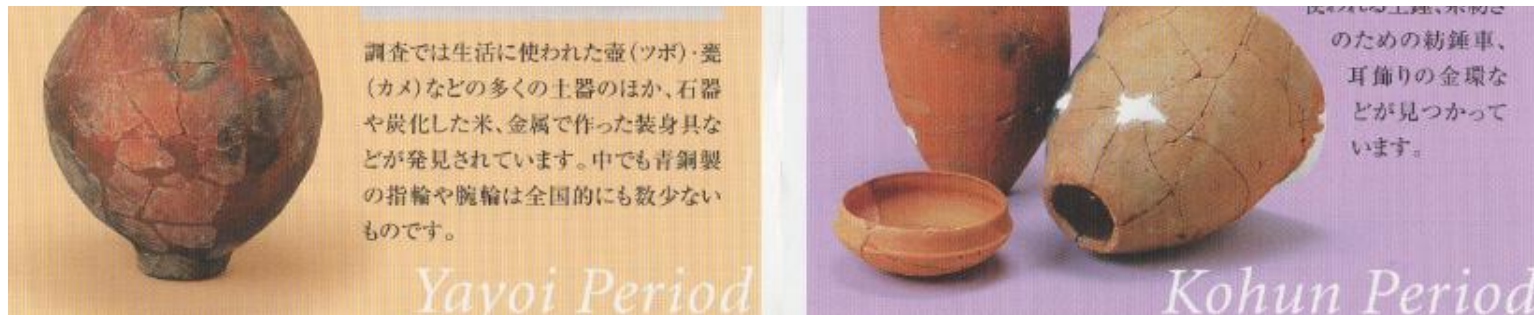 調査では生活に使われた壺(ツボ)・甕
(カメ)などの多くの土器のほか、石器
や炭化した米、金属で作った装身具な
どが発見されています。中でも青銅製
の指輪や腕輪は全国的にも数少ない
ものです。
Yayoi Period
のための紡錘車、
耳飾りの金環な
どが見つかって
います。
Kohun Period